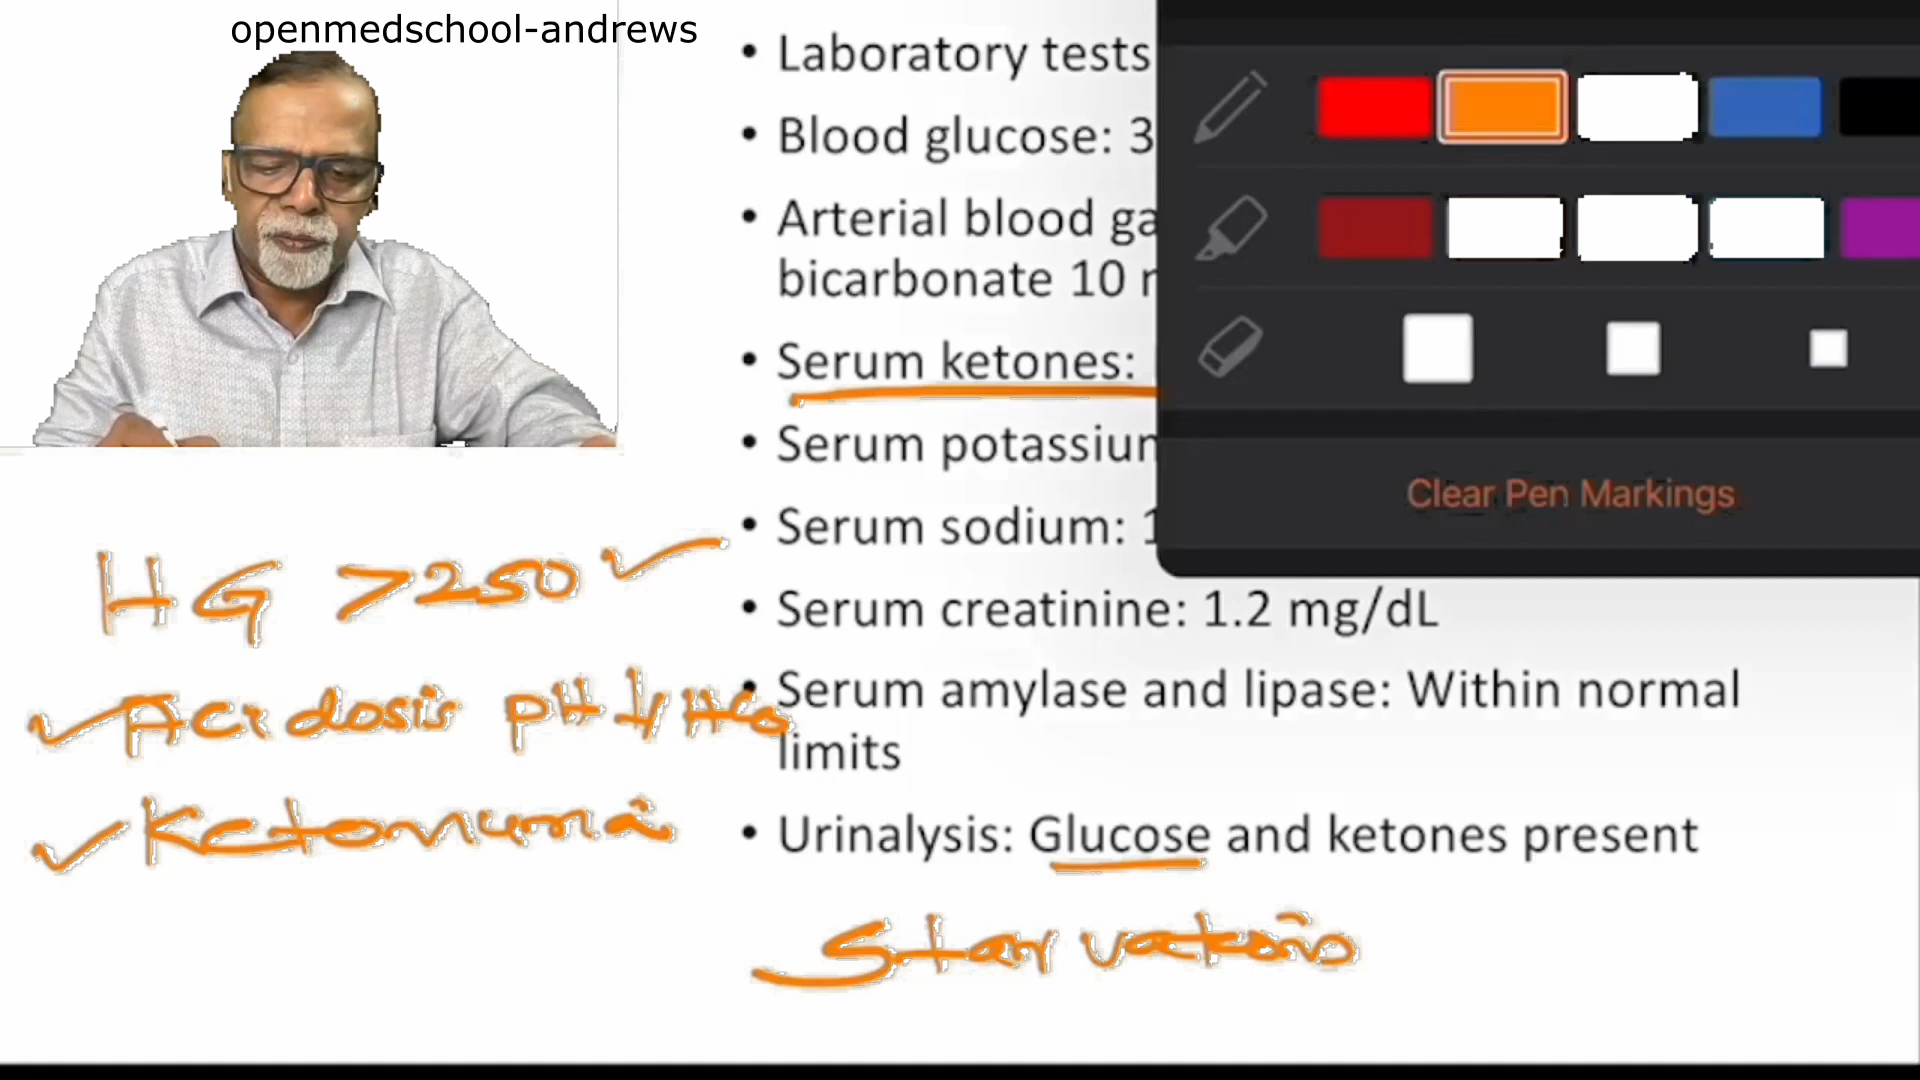 openmedschool-andrews
• Laboratory tests
• Blood glucose: 3
• Arterial blood ga
bicarbonate 10
• Serum ketones:
• Serum potassium
• Serum sodium: 1
• Serum creatinine: 1.2 mg/dL
• Serum amylase and lipase: Within normal
limits
• Urinalysis: Glucose and ketones present
Clear Pen Markings
HG >250 ✓
✓ Acidosis pH ↓/
✓
Starvation